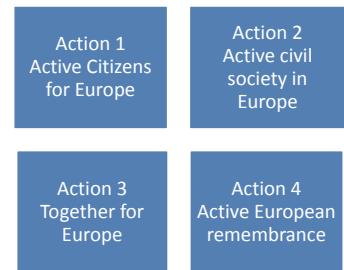 Action 1
Active Citizens
for Europe
Action 2
Active civil
society in
Europe
Action 3
Together for
Europe
Action 4
Active European
remembrance